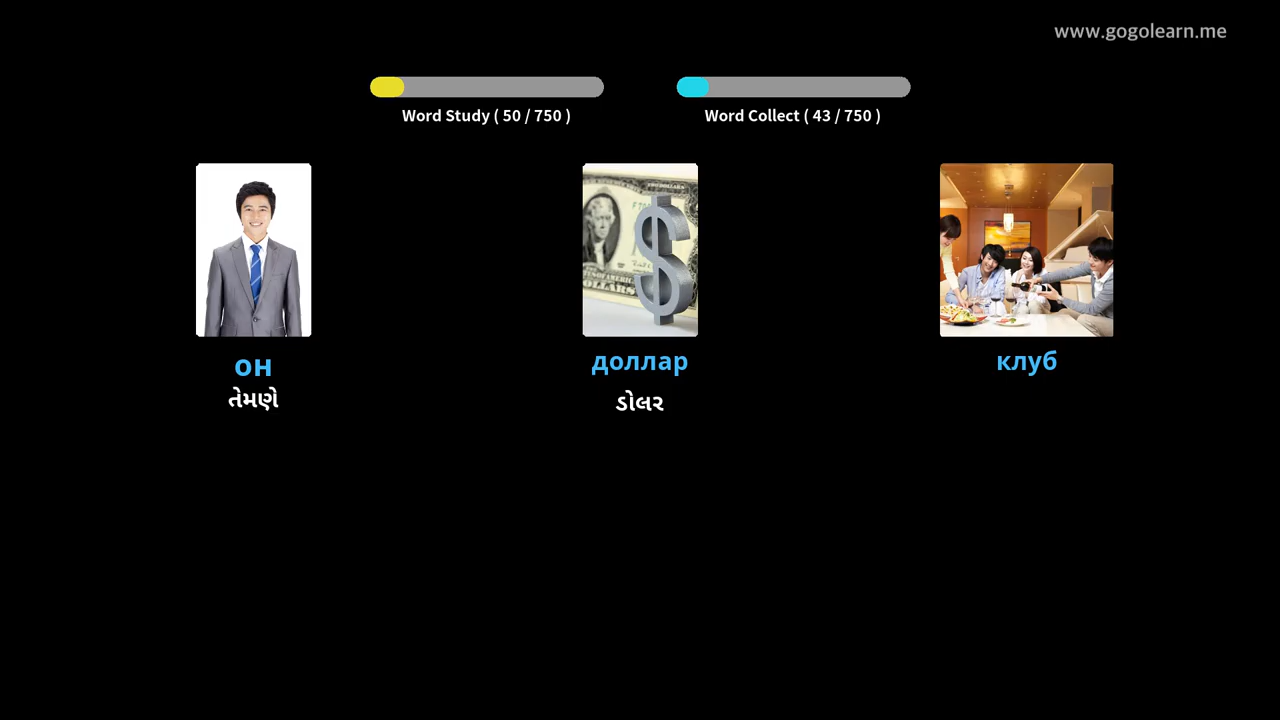 www.gogolearn.me
Word Study ( 50 / 750 )
Word Collect ( 43 / 750 )
он
доллар
клуб
તેમણે
ડોલર